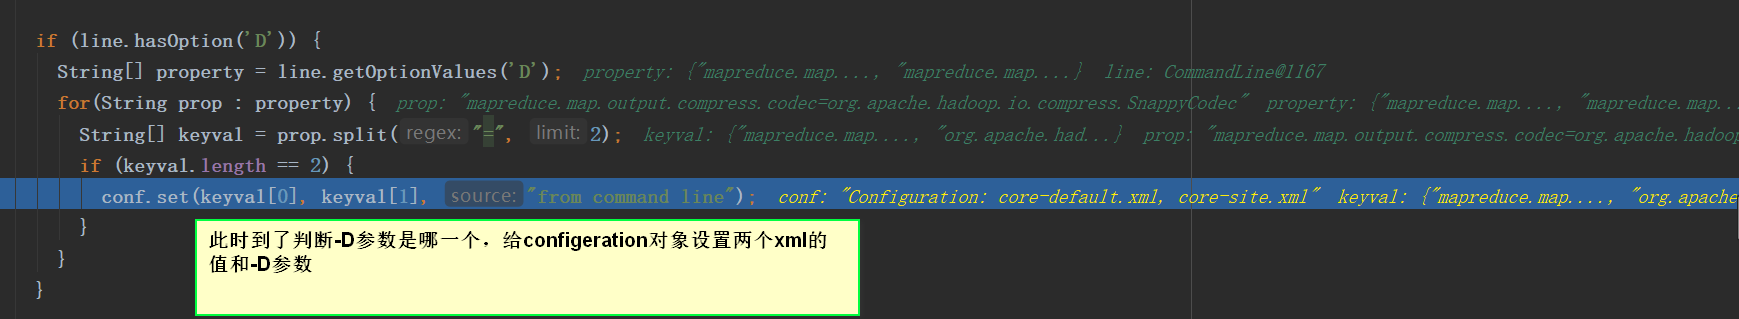 if (line.hasOption('D')) {
String[] property = line.getOptionValues('D'); property: {"mapreduce.map...., "mapreduce.map....} line: CommandLine@1167
for(String prop : property) { prop: "mapreduce.map.output.compress.codec=org.apache.hadoop.io.compress.SnappyCodec" property: {"mapreduce.map...., "mapreduce.map...
String[] keyval = prop.split( regex: "=", limit: 2); keyval: {"mapreduce.map...., "org.apache.had...} prop: "mapreduce.map.output.compress.codec=org.apache.hadoop
if (keyval.length == 2) {
conf.set(keyval[0], keyval[1], source: "from command line"); conf: "Configuration: core-default.xml, core-site.xml" keyval: {"mapreduce.map...., "org.apache
}
此时到了判断-D参数是哪一个，给configeration对象设置两个xml的
值和-D参数
}
}